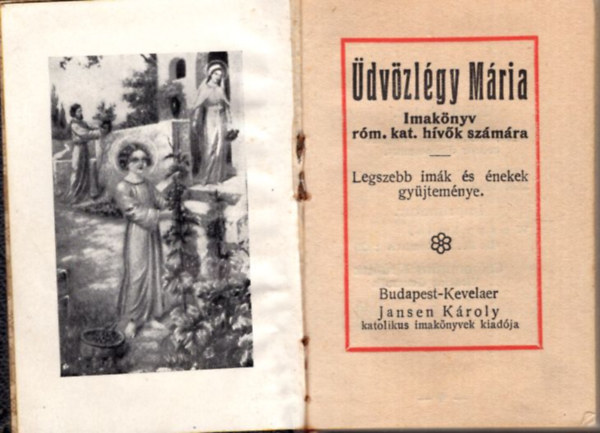 Üdvözlégy Mária
Imakönyv
róm. kat. hívők számára
Legszebb imák és énekek
gyüjteménye.
Budapest-Kevelaer
Jansen Károly
katolikus imakönyvek kiadója